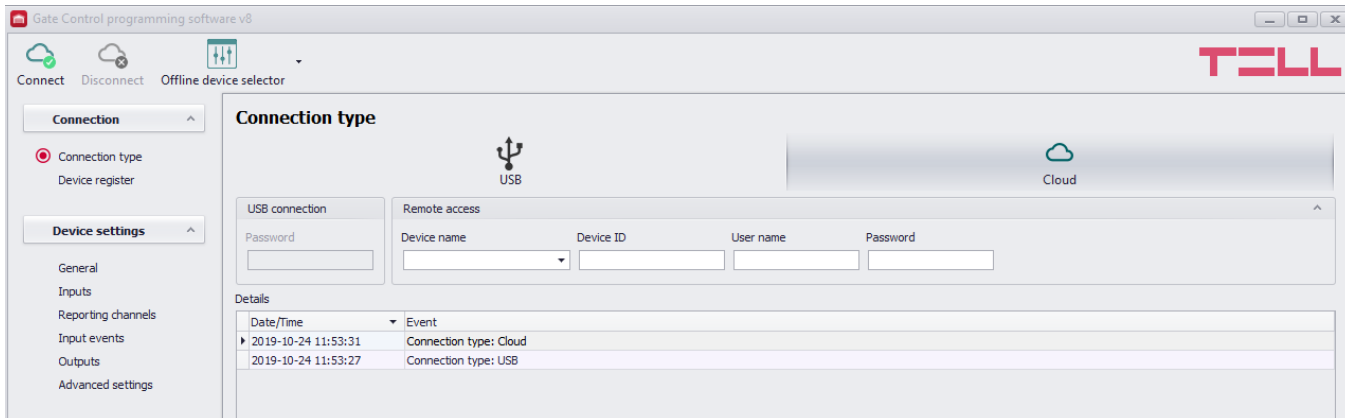 Gate Control programming software v8
Connect Disconnect Offline device selector
TELL
Connection
Connection type
Device register
Device settings
General
Inputs
Reporting channels
Input events
Outputs
Advanced settings
Connection type
USB
Cloud
USB connection
Password
Remote access
Device name Device ID User name Password
Details
Date/Time Event
2019-10-24 11:53:31 Connection type: Cloud
2019-10-24 11:53:27 Connection type: USB